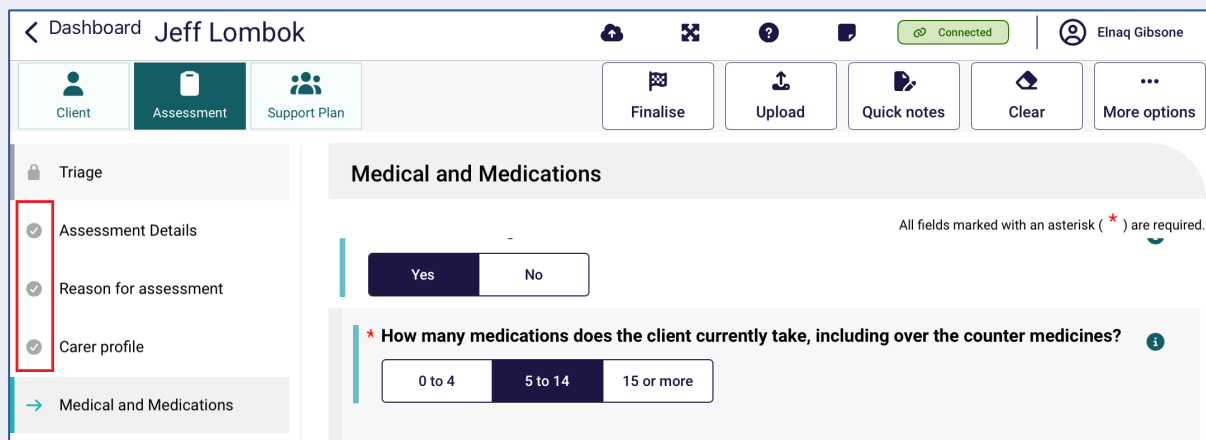 Dashboard Jeff Lombok
Connected
Elnaq Gibsone
Client
Assessment
Support Plan
Finalise
Upload
Quick notes
Clear
More options
Triage
Assessment Details
Reason for assessment
Carer profile
Medical and Medications
Medical and Medications
All fields marked with an asterisk ( * ) are required.
Yes
No
* How many medications does the client currently take, including over the counter medicines?
0 to 4
5 to 14
15 or more